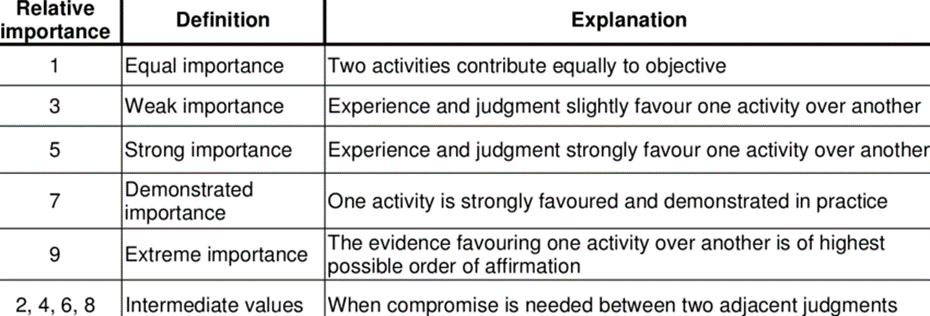 Relative importance Definition Explanation
1 Equal importance Two activities contribute equally to objective
3 Weak importance Experience and judgment slightly favour one activity over another
5 Strong importance Experience and judgment strongly favour one activity over another
7 Demonstrated importance One activity is strongly favoured and demonstrated in practice
9 Extreme importance The evidence favouring one activity over another is of highest possible order of affirmation
2, 4, 6, 8 Intermediate values When compromise is needed between two adjacent judgments